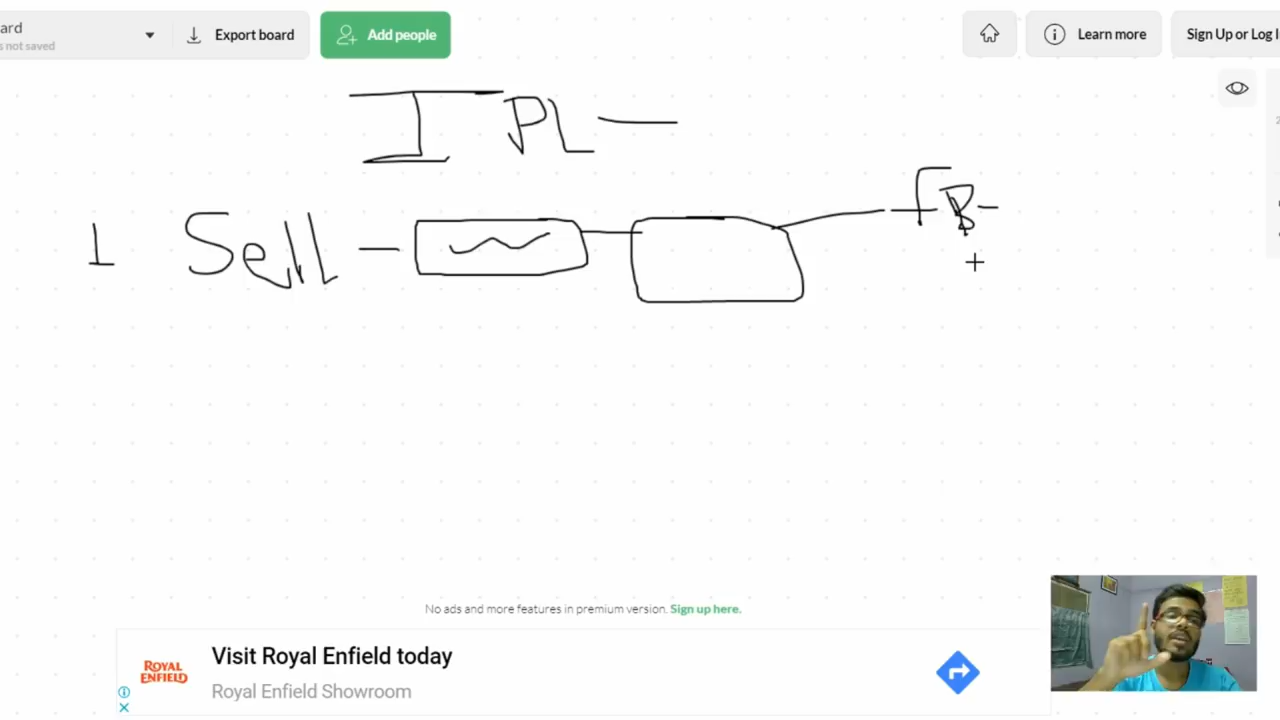 ard
s not saved
Export board
Add people
Learn more
Sign Up or Log I
IPL -
1 Sell -
FB -
No ads and more features in premium version. Sign up here.
Visit Royal Enfield today
ROYAL
ENFIELD
Royal Enfield Showroom